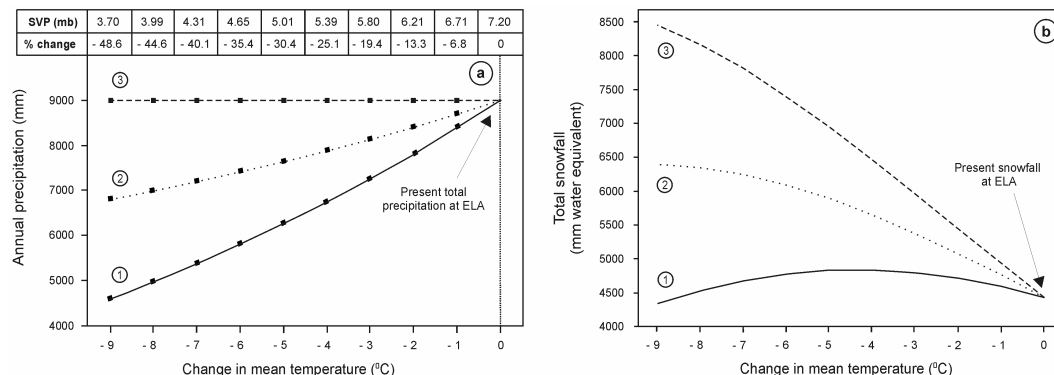 SVP (mb) 3.70 3.99 4.31 4.65 5.01 5.39 5.80 6.21 6.71 7.20
% change - 48.6 - 44.6 - 40.1 - 35.4 - 30.4 - 25.1 - 19.4 - 13.3 - 6.8 0
a
3
2
1
Annual precipitation (mm)
9000
8000
7000
6000
5000
4000
Present total
precipitation at ELA
- 9 - 8 - 7 - 6 - 5 - 4 - 3 - 2 - 1 0
Change in mean temperature (⁰C)
b
3
2
1
Total snowfall
(mm water equivalent)
8500
8000
7500
7000
6500
6000
5500
5000
4500
4000
Present snowfall
at ELA
- 9 - 8 - 7 - 6 - 5 - 4 - 3 - 2 - 1 0
Change in mean temperature (⁰C)